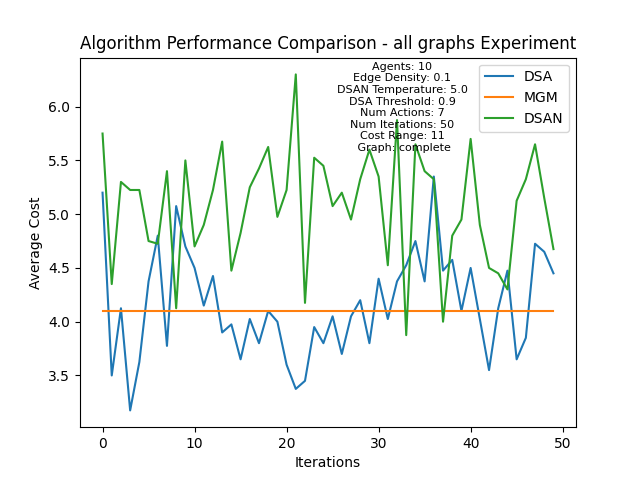 Algorithm Performance Comparison - all graphs Experiment
Agents: 10
Edge Density: 0.1
DSAN Temperature: 5.0
DSA Threshold: 0.9
Num Actions: 7
Num Iterations: 50
Cost Range: 11
Graph: complete
DSA
MGM
DSAN
Average Cost
6.0
5.5
5.0
4.5
4.0
3.5
0 10 20 30 40 50
Iterations